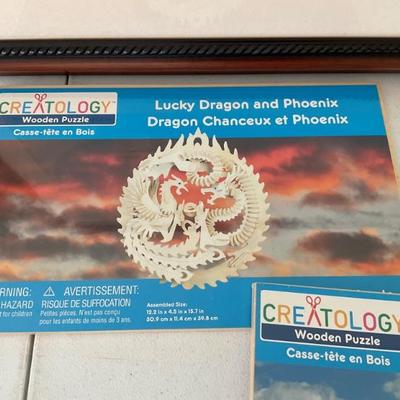 CREATOLOGY™
Wooden Puzzle
Casse-tête en Bois
Lucky Dragon and Phoenix
Dragon Chanceux et Phoenix
RNING:
HAZARD
t for children
⚠ AVERTISSEMENT:
RISQUE DE SUFFOCATION
Petites pièces. N'est pas conçu
pour les enfants de moins de 3 ans.
Assembled Size:
12.2 in x 4.5 in x 15.7 in
30.9 cm x 11.4 cm x 39.8 cm
CREATOLOGY
Wooden Puzzle
Casse-tête en Bois